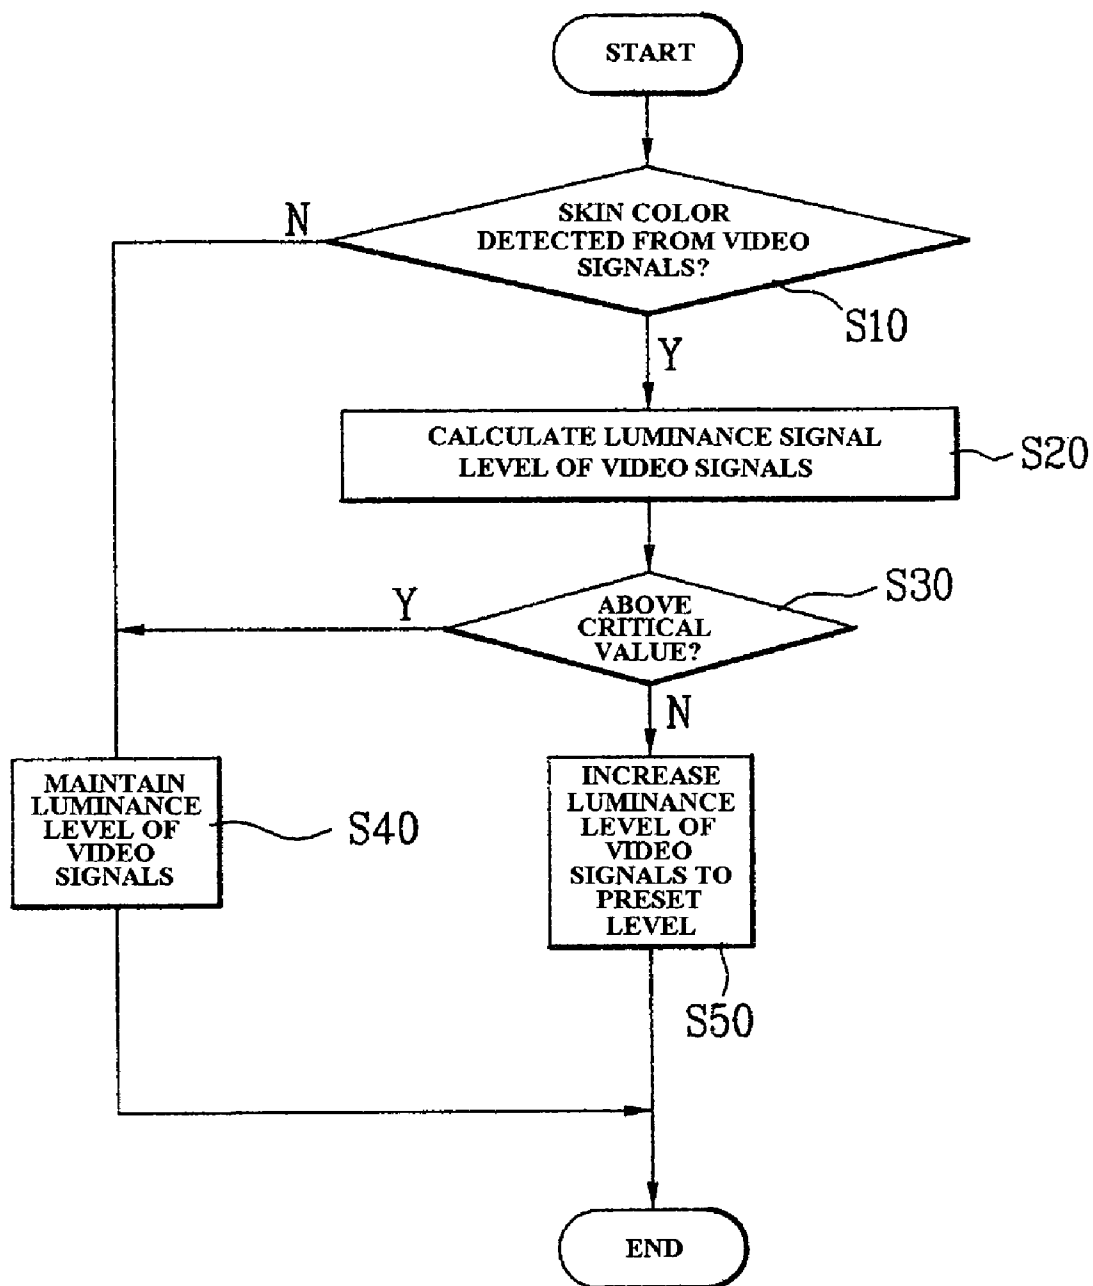 START
SKIN COLOR
DETECTED FROM VIDEO
SIGNALS?
N
S10
Y
CALCULATE LUMINANCE SIGNAL
LEVEL OF VIDEO SIGNALS
S20
ABOVE
CRITICAL
VALUE?
S30
Y
N
MAINTAIN
LUMINANCE
LEVEL OF
VIDEO
SIGNALS
S40
INCREASE
LUMINANCE
LEVEL OF
VIDEO
SIGNALS TO
PRESET
LEVEL
S50
END